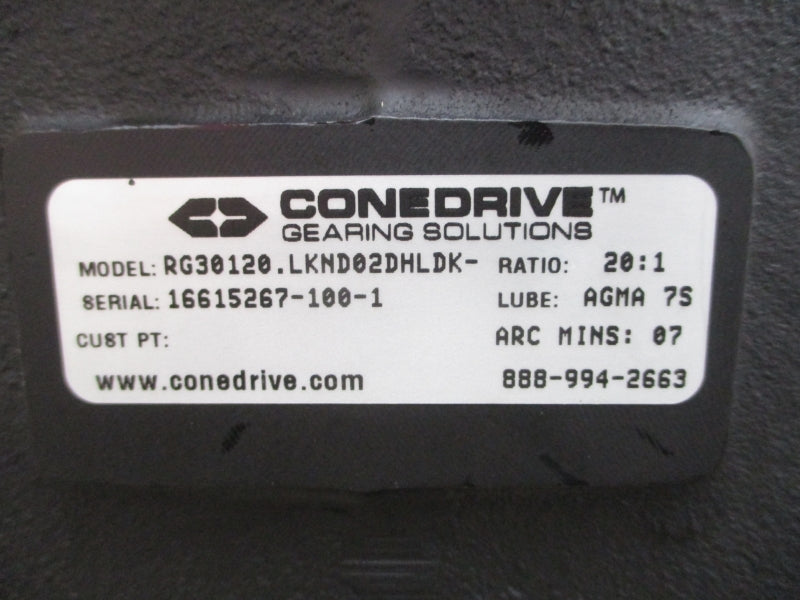 CONEDRIVE™
GEARING SOLUTIONS
MODEL: RG30120.LKND02DHLDK- RATIO: 20:1
SERIAL: 16615267-100-1 LUBE: AGMA 7S
CUST PT: ARC MINS: 07
www.conedrive.com 888-994-2663